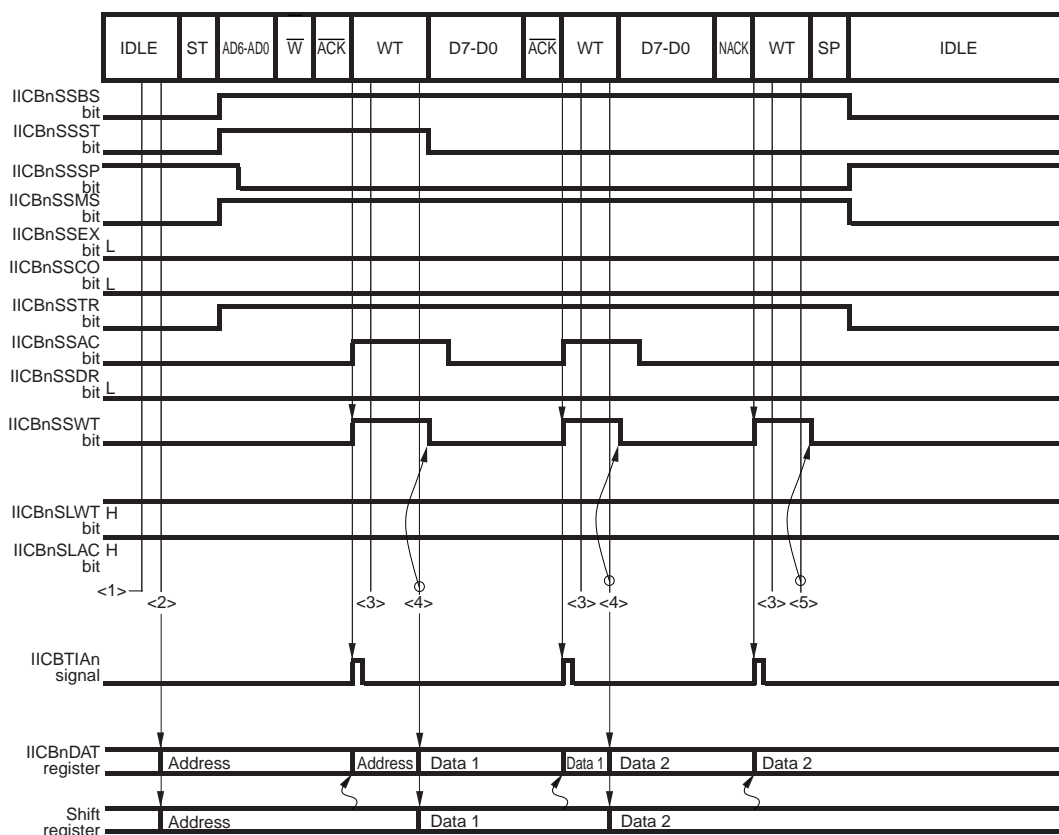 IDLE ST AD6-AD0 W ACK WT D7-D0 ACK WT D7-D0 NACK WT SP IDLE
IICBnSSBS
bit
IICBnSSST
bit
IICBnSSSP
bit
IICBnSSMS
bit
IICBnSSEX
bit L
IICBnSSCO
bit L
IICBnSSTR
bit
IICBnSSAC
bit
IICBnSSDR
bit L
IICBnSSWT
bit
IICBnSLWT H
bit
IICBnSLAC H
bit
<1> <2> <3> <4> <3> <4> <3> <5>
IICBTIAn
signal
IICBnDAT
register
Address Address Data 1 Data 1 Data 2 Data 2
Shift
register
Address Data 1 Data 2